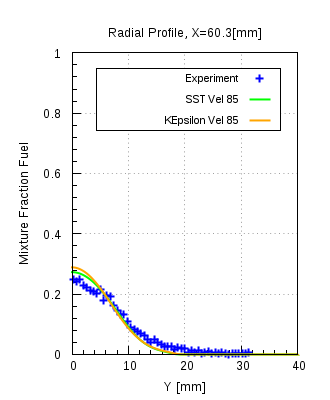 Radial Profile, X=60.3[mm]
1
0.8
0.6
0.4
0.2
0
Mixture Fraction Fuel
Experiment
SST Vel 85
KEpsilon Vel 85
0 10 20 30 40
Y [mm]